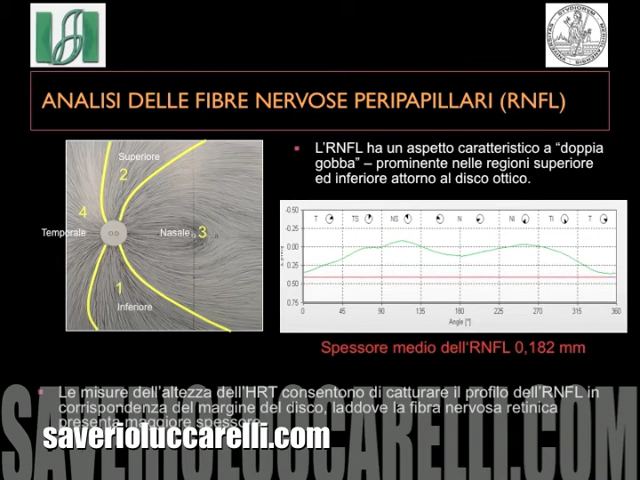 ANALISI DELLE FIBRE NERVOSE PERIPAPILLARI (RNFL)
Superiore
2
4
Temporale
Nasale
3
1
Inferiore
L'RNFL ha un aspetto caratteristico a "doppia
gobba" – prominente nelle regioni superiore
ed inferiore attorno al disco ottico.
T TS NS N NI TI T
-0.50
-0.25
0.00
0.25
0.50
0.75
0 45 90 135 180 225 270 315 360
Angle [°]
Spessore medio dell'RNFL 0,182 mm
Le misure dell'altezza dell'HRT consentono di catturare il profilo dell'RNFL in
corrispondenza del margine del disco, laddove la fibra nervosa retinica
presenta maggiore spessore.
saverioluccarelli.com
SAVERIOLUCCARELLI.COM